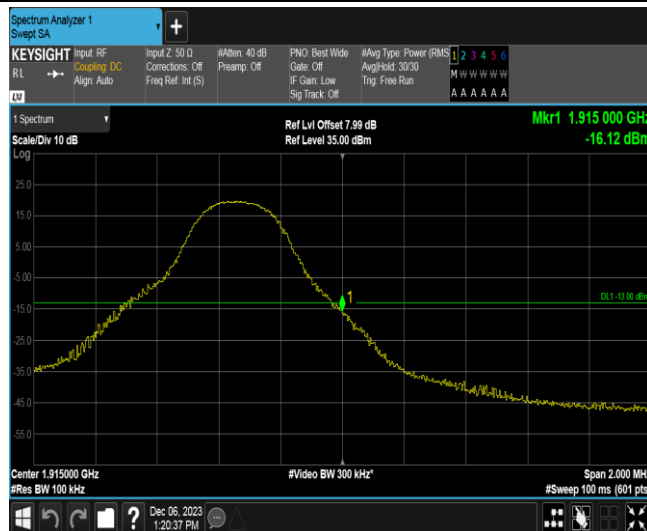 Spectrum Analyzer 1
Swept SA
+
KEYSIGHT
RL
LXI
Input: RF
Coupling: DC
Align: Auto
Input Z: 50 Ω
Corrections: Off
Freq Ref: Int (S)
#Atten: 40 dB
Preamp: Off
PNO: Best Wide
Gate: Off
IF Gain: Low
Sig Track: Off
#Avg Type: Power (RMS
Avg|Hold: 30/30
Trig: Free Run
1 2 3 4 5 6
M W W W W W
A A A A A A
1 Spectrum
Scale/Div 10 dB
Ref Lvl Offset 7.99 dB
Ref Level 35.00 dBm
Mkr1 1.915 000 GHz
-16.12 dBm
Log
25.0
15.0
5.00
-5.00
-15.0
-25.0
-35.0
-45.0
-55.0
1
DL1 -13.00 dBm
Center 1.915000 GHz
#Res BW 100 kHz
#Video BW 300 kHz*
Span 2.000 MHz
#Sweep 100 ms (601 pts)
?
Dec 06, 2023
1:20:37 PM